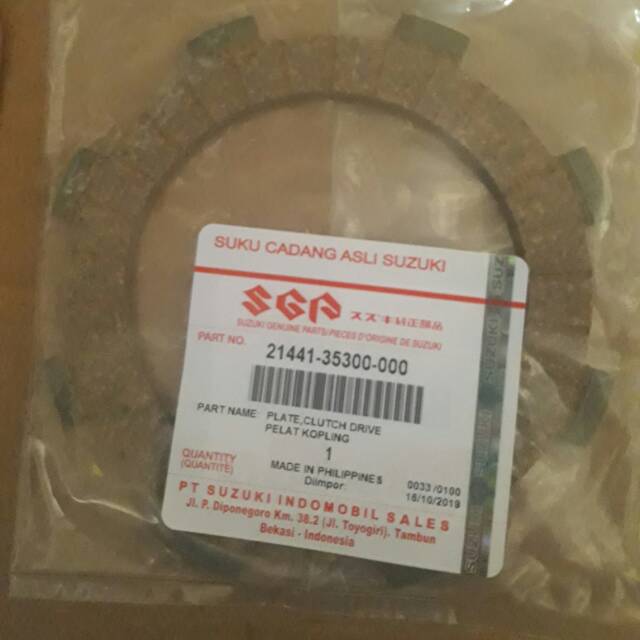 SUKU CADANG ASLI SUZUKI
SGP スズキ純正部品
SUZUKI GENUINE PARTS/PIECES D'ORIGINE DE SUZUKI
PART NO. 21441-35300-000
PART NAME: PLATE,CLUTCH DRIVE
PELAT KOPLING
QUANTITY 1
(QUANTITE) MADE IN PHILIPPINES 0033 /0100
Diimpor: 16/10/2019
PT SUZUKI INDOMOBIL SALES
Jl. P. Diponegoro Km. 38.2 (Jl. Toyogiri). Tambun
Bekasi - Indonesia
SUZUKI